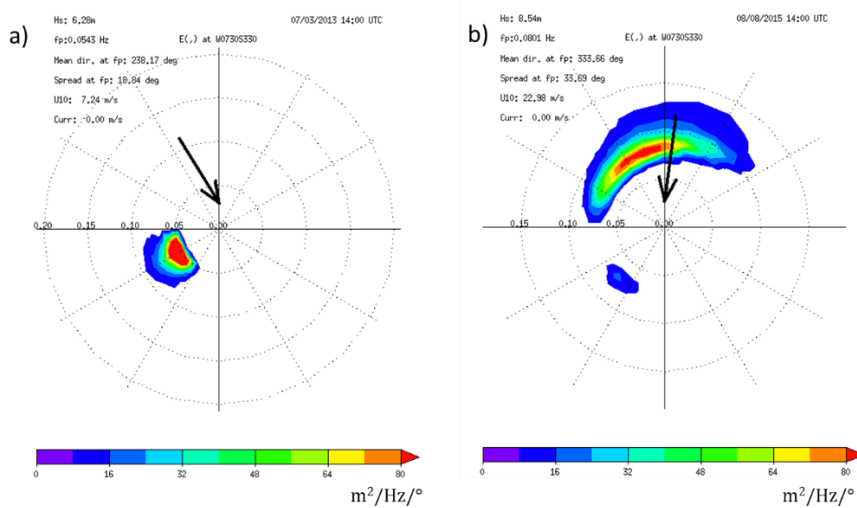 a)
Hs: 6.28m
07/03/2013 14:00 UTC
fp:0.0543 Hz
E(,) at W0730S330
Mean dir. at fp: 238.17 deg
Spread at fp: 18.84 deg
U10: 7.24 m/s
Curr: -0.00 m/s
0.20 0.15 0.10 0.05 0.00
0 16 32 48 64 80
m²/Hz/°
b)
Hs: 8.54m
08/08/2015 14:00 UTC
fp:0.0801 Hz
E(,) at W0730S330
Mean dir. at fp: 333.66 deg
Spread at fp: 33.69 deg
U10: 22.98 m/s
Curr: 0.00 m/s
0.15 0.10 0.05 0.00
0 16 32 48 64 80
m²/Hz/°